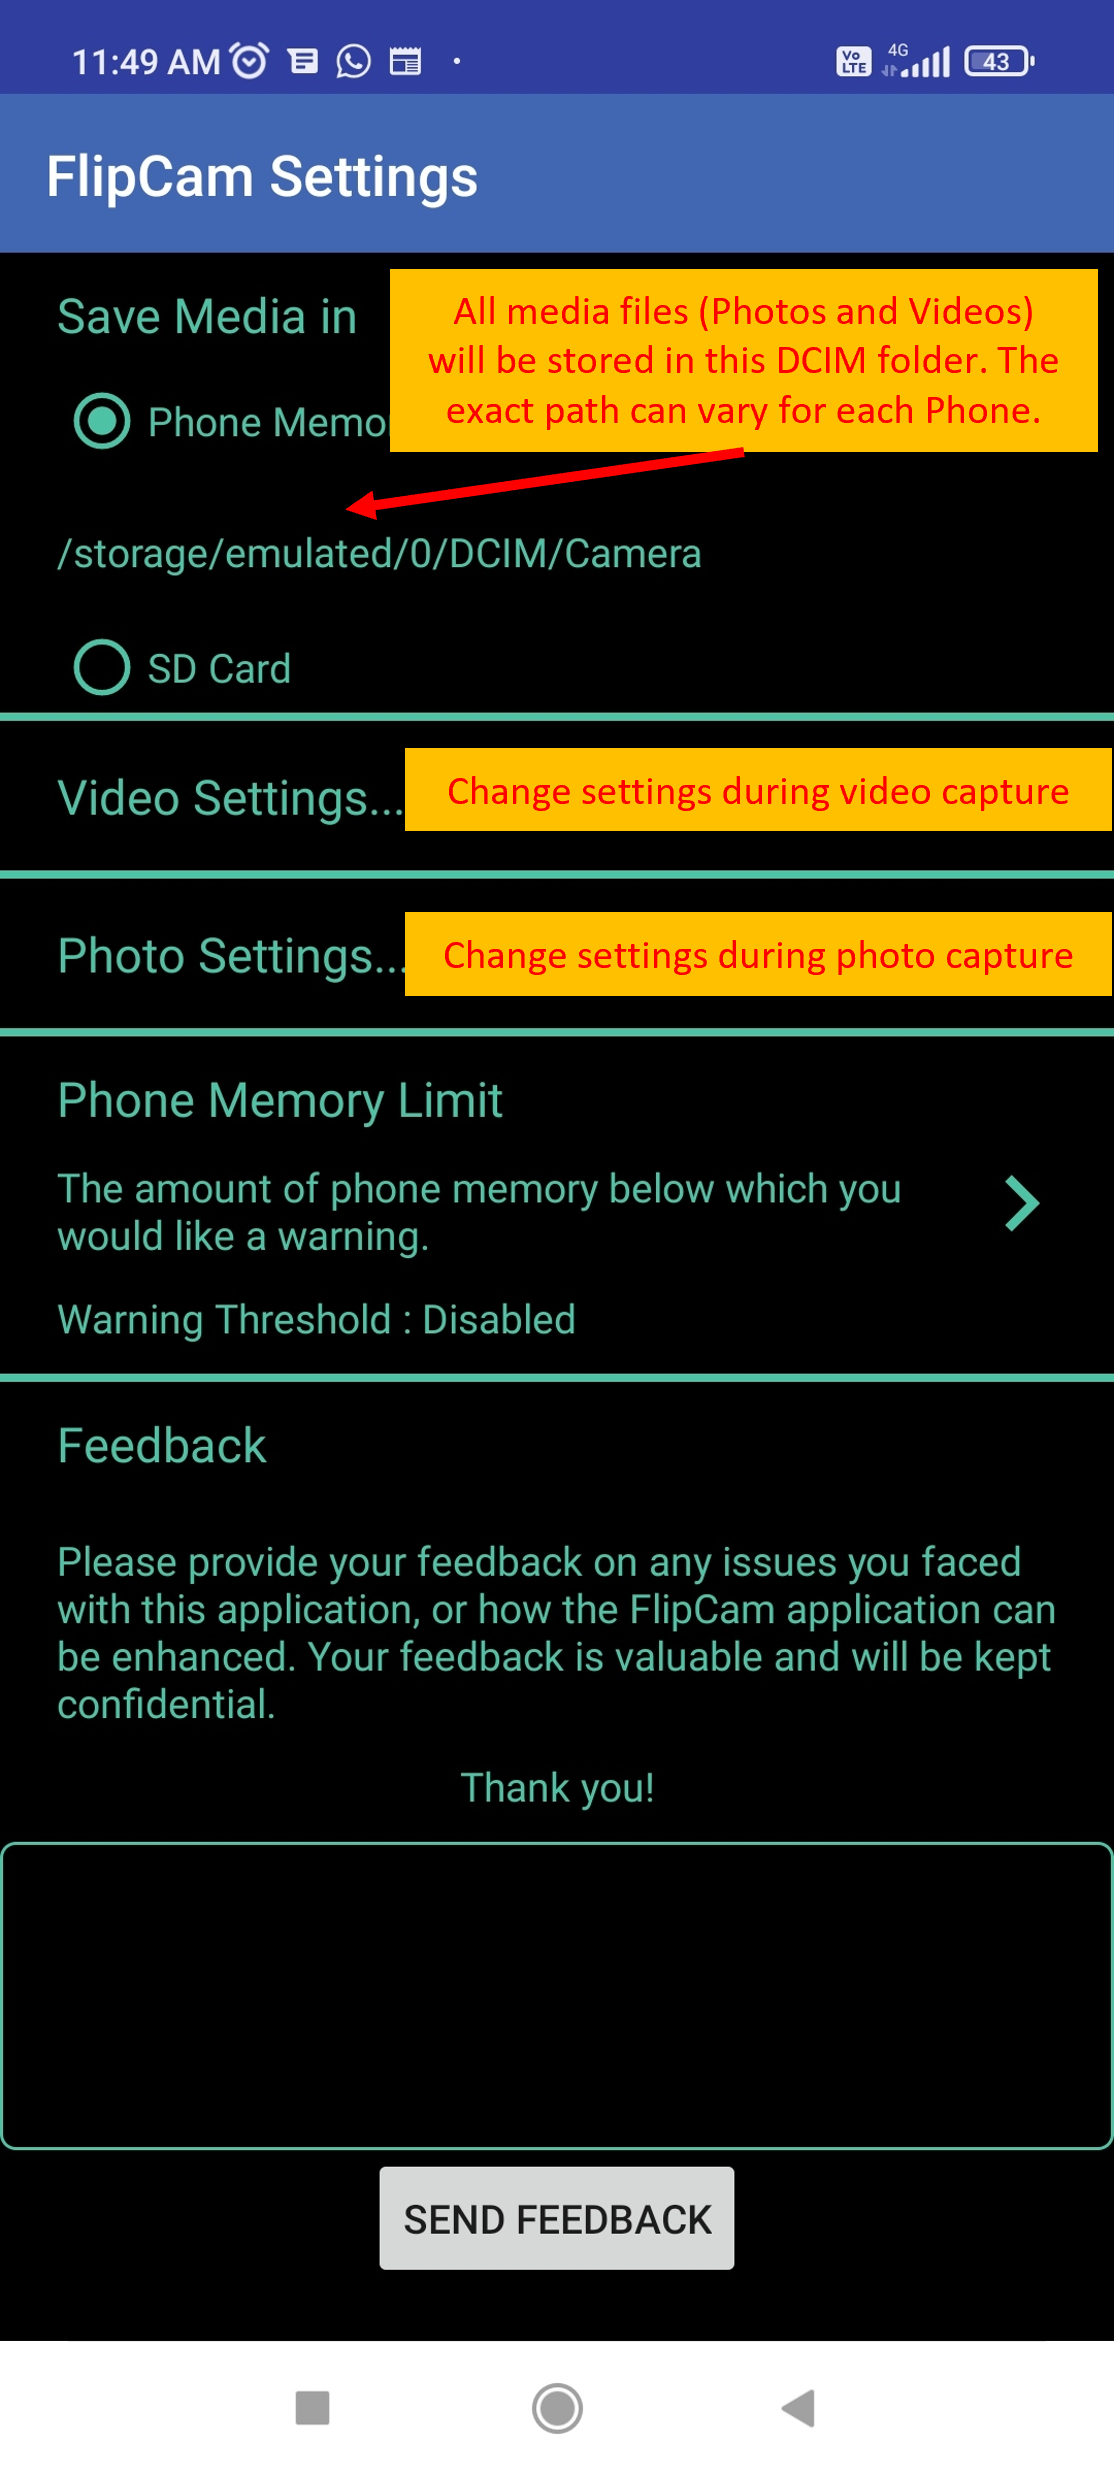 11:49 AM
Vo LTE 4G 43
FlipCam Settings
Save Media in
All media files (Photos and Videos)
will be stored in this DCIM folder. The
exact path can vary for each Phone.
Phone Memo
/storage/emulated/0/DCIM/Camera
SD Card
Video Settings...
Change settings during video capture
Photo Settings...
Change settings during photo capture
Phone Memory Limit
The amount of phone memory below which you
would like a warning.
Warning Threshold : Disabled
Feedback
Please provide your feedback on any issues you faced
with this application, or how the FlipCam application can
be enhanced. Your feedback is valuable and will be kept
confidential.
Thank you!
SEND FEEDBACK